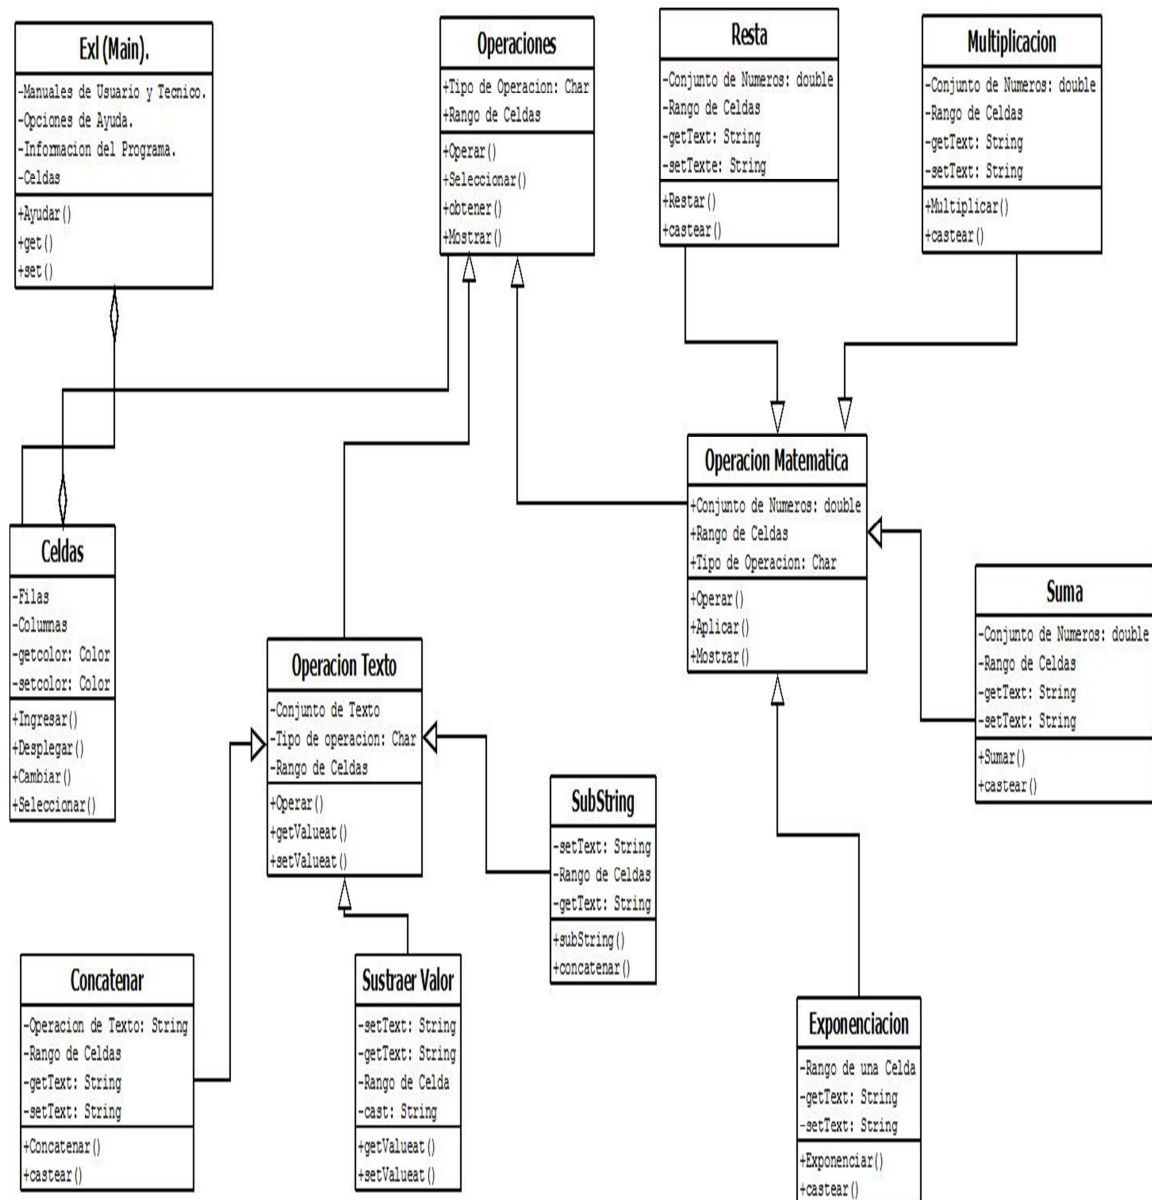 Exl (Main).
-Manuales de Usuario y Tecnico.
-Opciones de Ayuda.
-Informacion del Programa.
-Celdas
+Ayudar()
+get()
+set()
Operaciones
+Tipo de Operacion: Char
+Rango de Celdas
+Operar()
+Seleccionar()
+obtener()
+Mostrar()
Resta
-Conjunto de Numeros: double
-Rango de Celdas
-getText: String
-setTexte: String
+Restar()
+castear()
Multiplicacion
-Conjunto de Numeros: double
-Rango de Celdas
-getText: String
-setText: String
+Multiplicar()
+castear()
Operacion Matematica
+Conjunto de Numeros: double
+Rango de Celdas
+Tipo de Operacion: Char
+Operar()
+Aplicar()
+Mostrar()
Celdas
-Filas
-Columnas
-getcolor: Color
-setcolor: Color
+Ingresar()
+Desplegar()
+Cambiar()
+Seleccionar()
Suma
-Conjunto de Numeros: double
-Rango de Celdas
-getText: String
-setText: String
+Sumar()
+castear()
Operacion Texto
-Conjunto de Texto
-Tipo de operacion: Char
-Rango de Celdas
+Operar()
+getValueat()
+setValueat()
SubString
-setText: String
-Rango de Celdas
-getText: String
+subString()
+concatenar()
Concatenar
-Operacion de Texto: String
-Rango de Celdas
-getText: String
-setText: String
+Concatenar()
+castear()
Sustraer Valor
-setText: String
-getText: String
-Rango de Celda
-cast: String
+getValueat()
+setValueat()
Exponenciacion
-Rango de una Celda
-getText: String
-setText: String
+Exponenciar()
+castear()